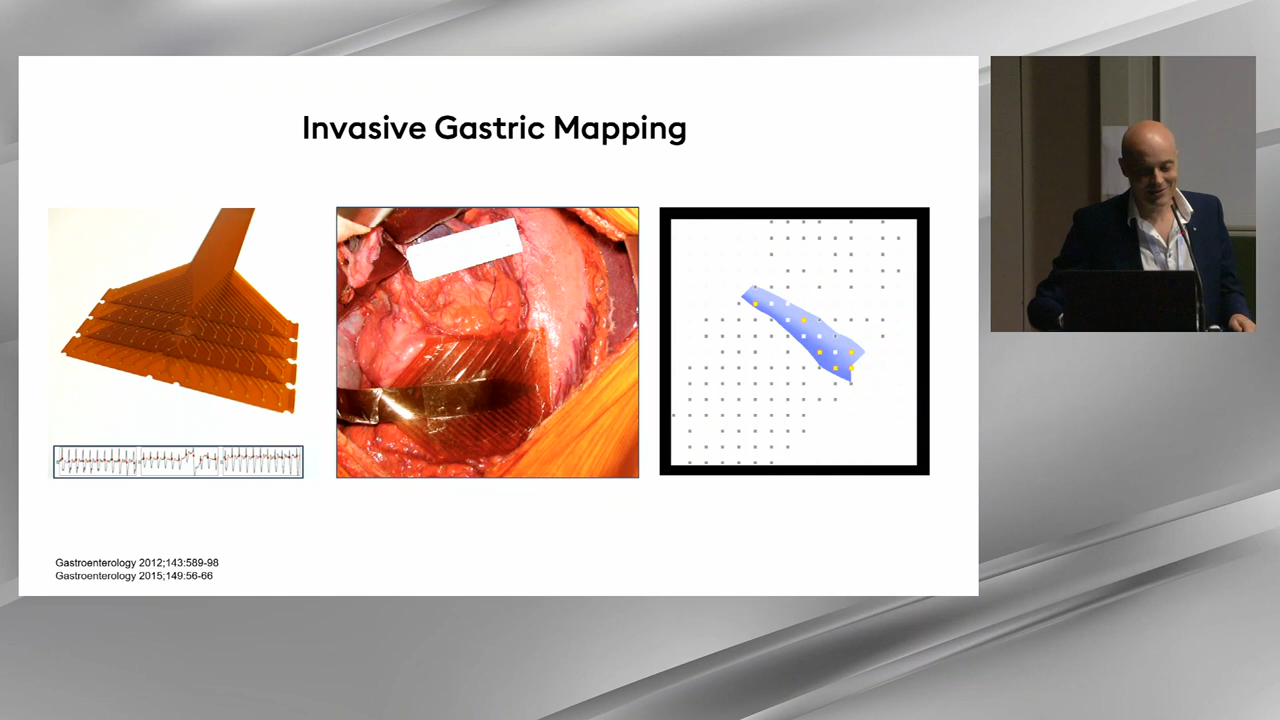 Invasive Gastric Mapping
Gastroenterology 2012;143:589-98
Gastroenterology 2015;149:56-66